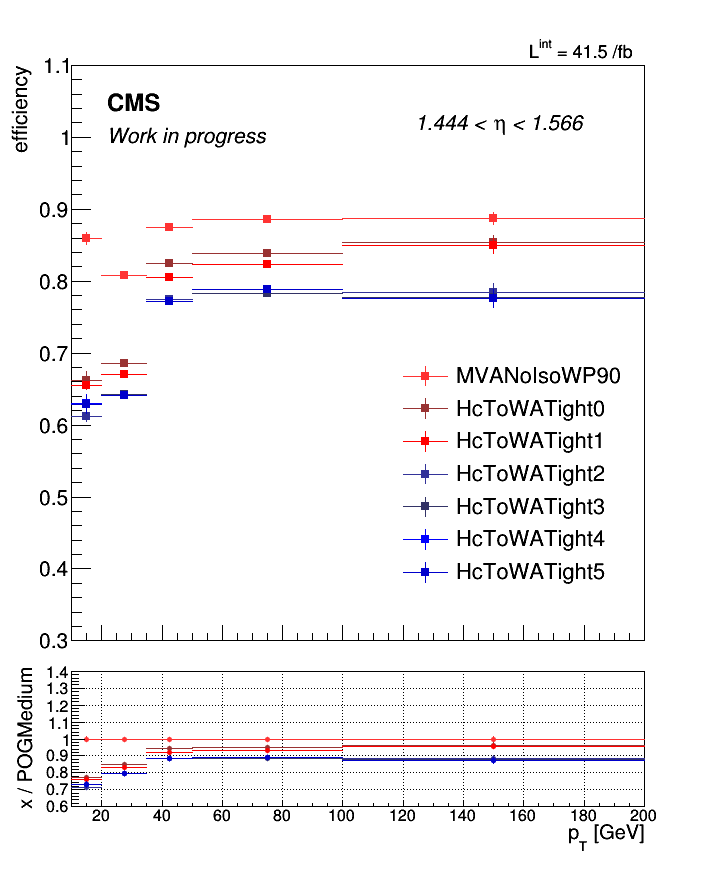 L^int = 41.5 /fb
efficiency
1.1
CMS
Work in progress
1.444 < η < 1.566
1
0.9
0.8
0.7
0.6
0.5
0.4
0.3
MVANoIsoWP90
HcToWATight0
HcToWATight1
HcToWATight2
HcToWATight3
HcToWATight4
HcToWATight5
x / POGMedium
1.4
1.3
1.2
1.1
1
0.9
0.8
0.7
0.6
20 40 60 80 100 120 140 160 180 200
p_T [GeV]